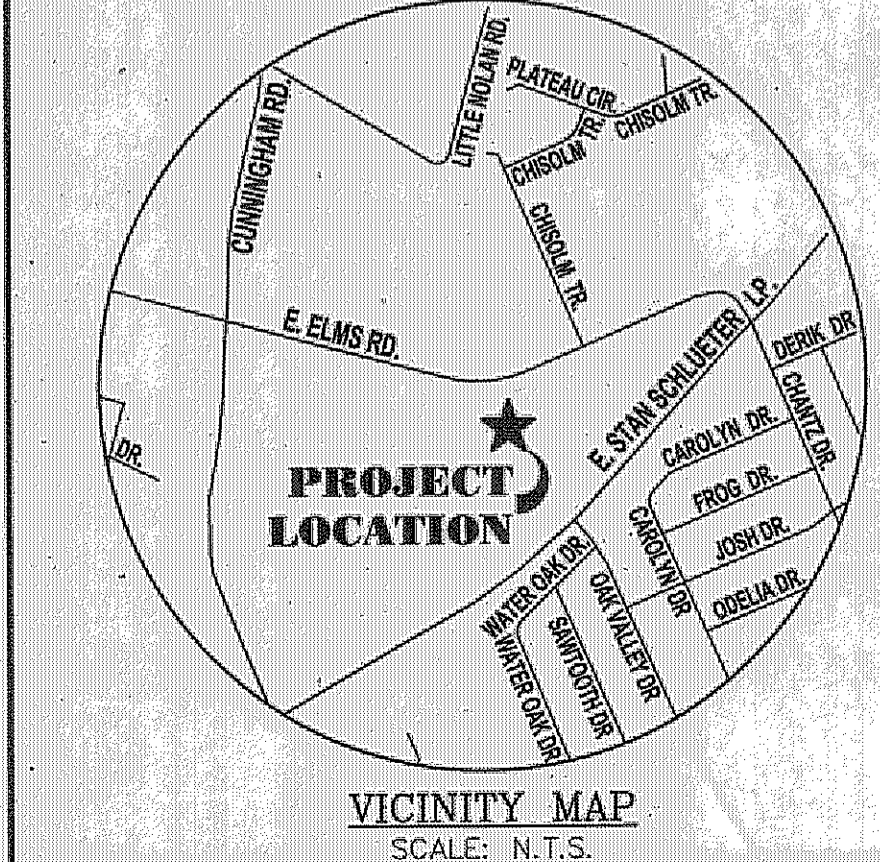 LITTLE NOLAN RD.
PLATEAU CIR.
CHISOLM TR.
CHISOLM TR.
CUNNINGHAM RD.
CHISOLM TR.
E. ELMS RD.
E. STAN SCHLUETER LP.
DERIK DR
CHANTZ DR.
CAROLYN DR.
DR.
FROG DR.
PROJECT
LOCATION
CAROLYN DR
JOSH DR.
ODELIA DR.
WATER OAK DR.
OAK VALLEY DR
SAWTOOTH DR
WATER OAK DR
VICINITY MAP
SCALE: N.T.S.